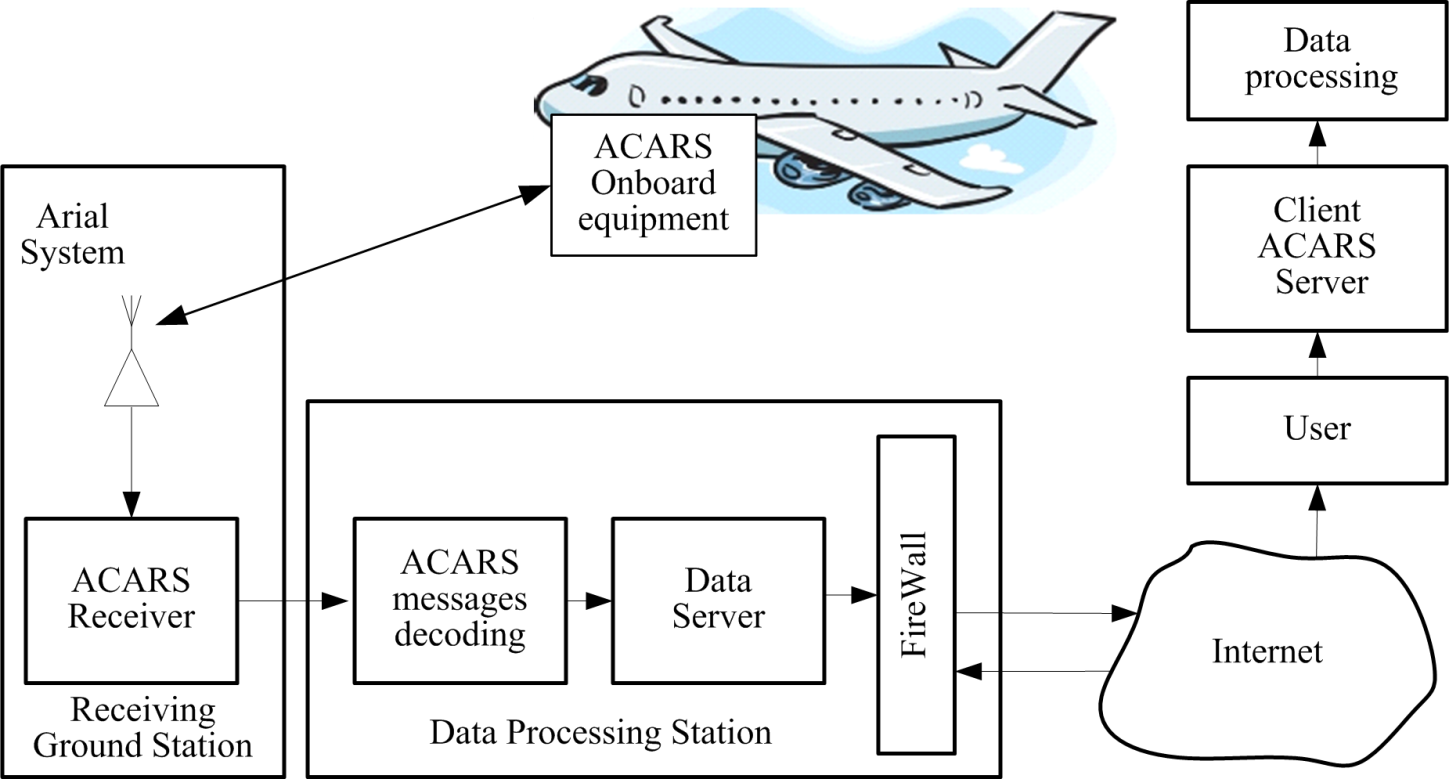 Data
processing
ACARS
Onboard
equipment
Arial
System
Client
ACARS
Server
User
ACARS
Receiver
ACARS
messages
decoding
Data
Server
FireWall
Internet
Receiving
Ground Station
Data Processing Station